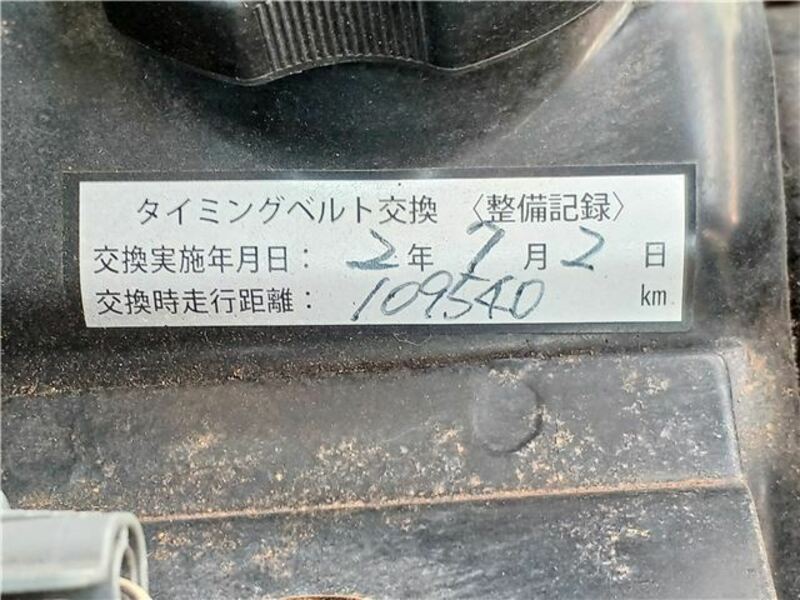 タイミングベルト交換 〈整備記録〉
交換実施年月日： 2年 7月 2日
交換時走行距離： 109540 km